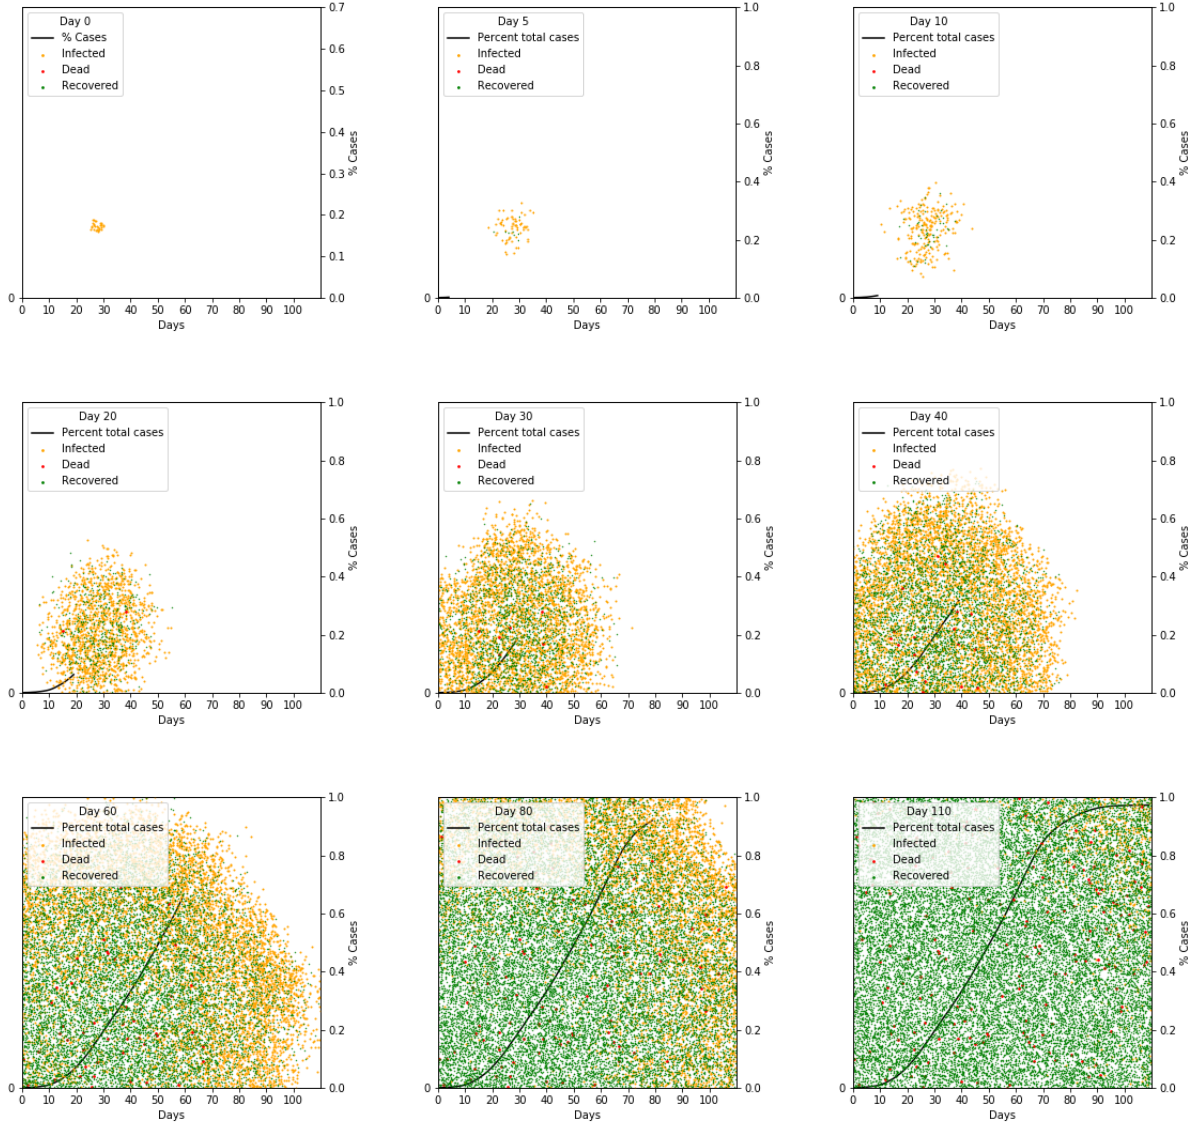 Day 0
% Cases
Infected
Dead
Recovered
0.7
0.6
0.5
0.4
0.3
0.2
0.1
0.0
% Cases
0
0 10 20 30 40 50 60 70 80 90 100
Days
Day 5
Percent total cases
Infected
Dead
Recovered
1.0
0.8
0.6
0.4
0.2
0.0
% Cases
0
0 10 20 30 40 50 60 70 80 90 100
Days
Day 10
Percent total cases
Infected
Dead
Recovered
1.0
0.8
0.6
0.4
0.2
0.0
% Cases
0
0 10 20 30 40 50 60 70 80 90 100
Days
Day 20
Percent total cases
Infected
Dead
Recovered
1.0
0.8
0.6
0.4
0.2
0.0
% Cases
0
0 10 20 30 40 50 60 70 80 90 100
Days
Day 30
Percent total cases
Infected
Dead
Recovered
1.0
0.8
0.6
0.4
0.2
0.0
% Cases
0
0 10 20 30 40 50 60 70 80 90 100
Days
Day 40
Percent total cases
Infected
Dead
Recovered
1.0
0.8
0.6
0.4
0.2
0.0
% Cases
0
0 10 20 30 40 50 60 70 80 90 100
Days
Day 60
Percent total cases
Infected
Dead
Recovered
1.0
0.8
0.6
0.4
0.2
0.0
% Cases
0
0 10 20 30 40 50 60 70 80 90 100
Days
Day 80
Percent total cases
Infected
Dead
Recovered
1.0
0.8
0.6
0.4
0.2
0.0
% Cases
0
0 10 20 30 40 50 60 70 80 90 100
Days
Day 110
Percent total cases
Infected
Dead
Recovered
1.0
0.8
0.6
0.4
0.2
0.0
% Cases
0
0 10 20 30 40 50 60 70 80 90 100
Days